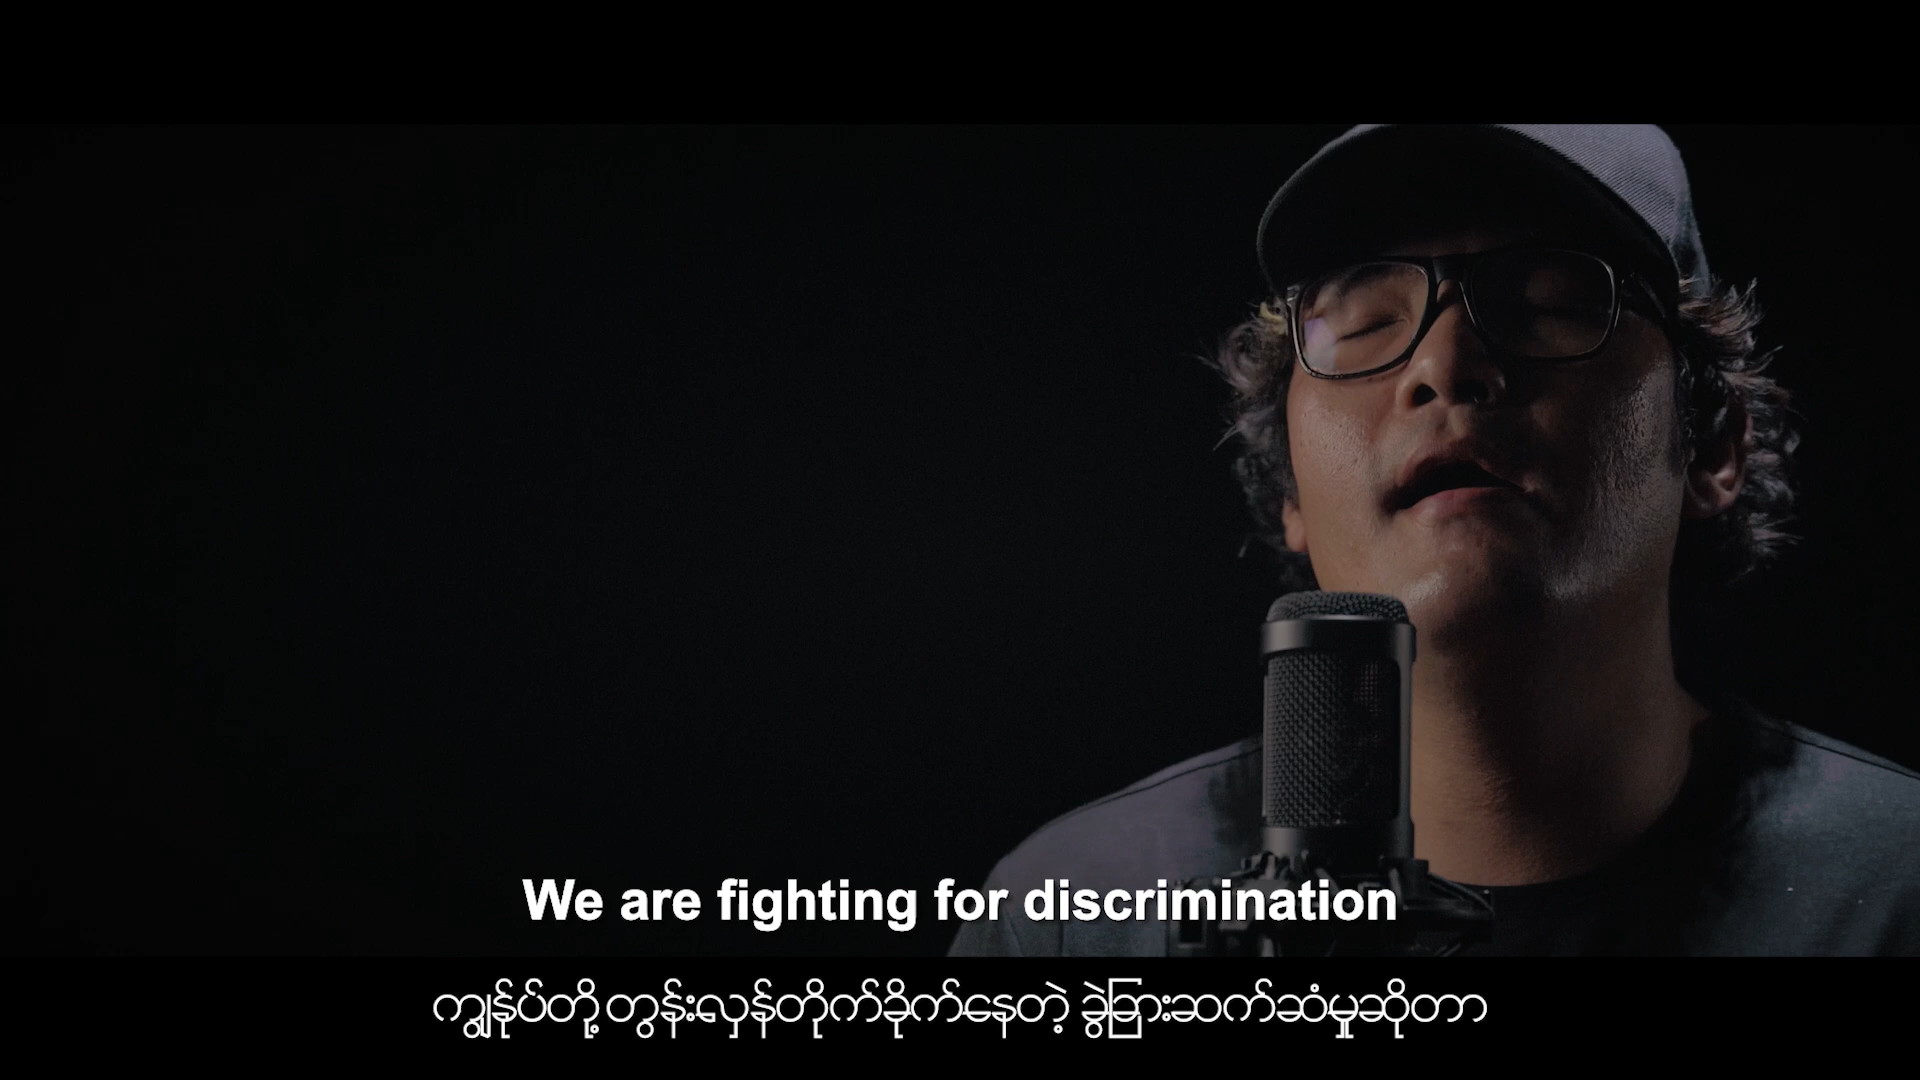 We are fighting for discrimination
ကျွန်ုပ်တို့ တွန်းလှန်တိုက်ခိုက်နေတဲ့ ခွဲခြားဆက်ဆံမှုဆိုတာ